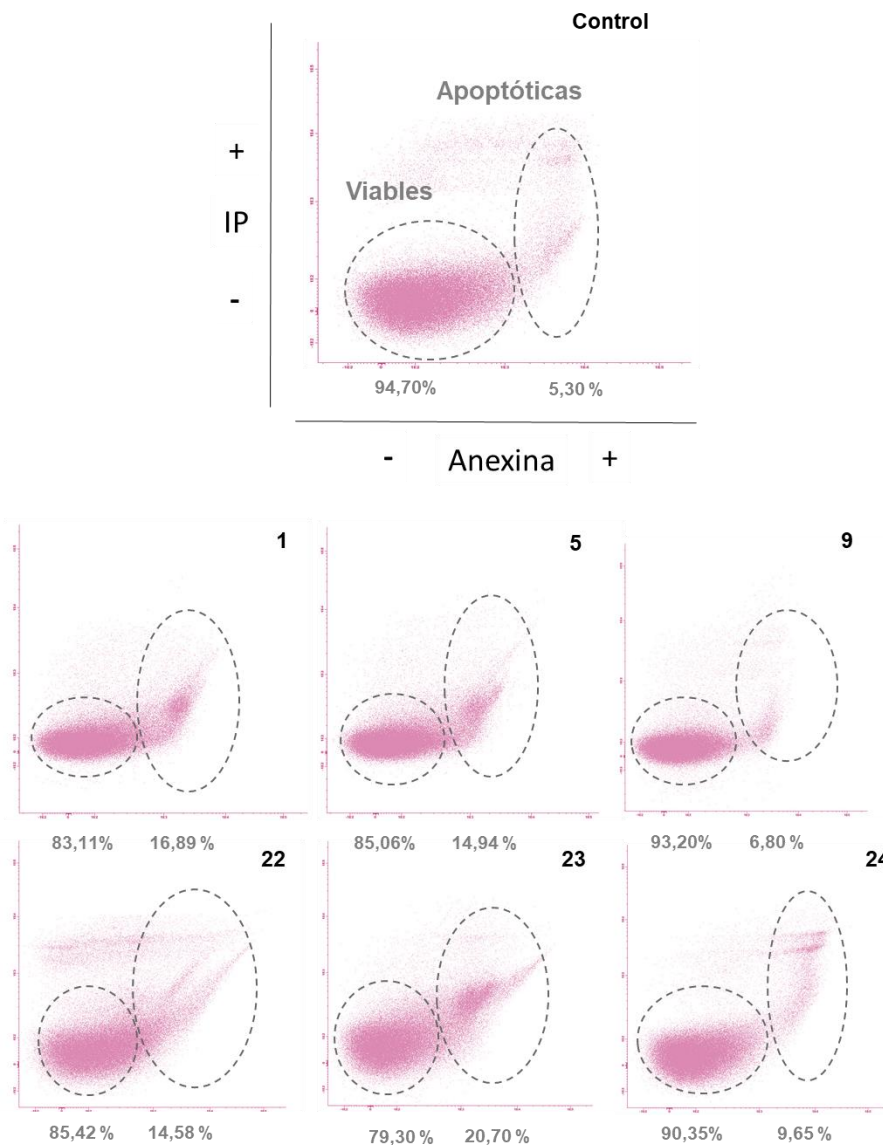 Control
Apoptóticas
+
Viables
IP
-
94,70% 5,30 %
- Anexina +
1 5 9
83,11% 16,89 % 85,06% 14,94 % 93,20% 6,80 %
22 23 24
85,42 % 14,58 % 79,30 % 20,70 % 90,35% 9,65 %